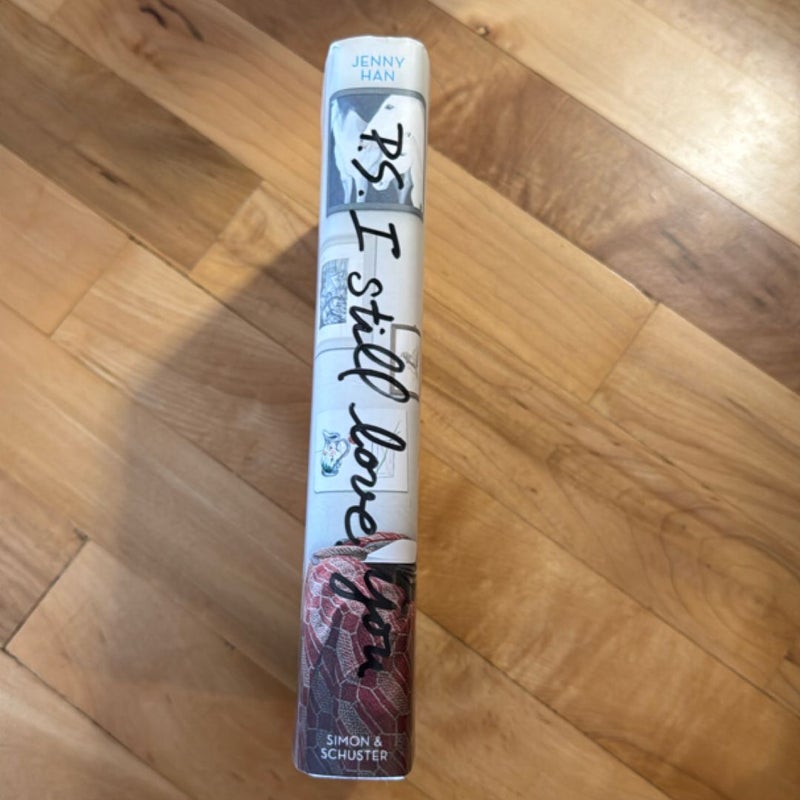 JENNY
HAN
P.S. I still love you
SIMON &
SCHUSTER